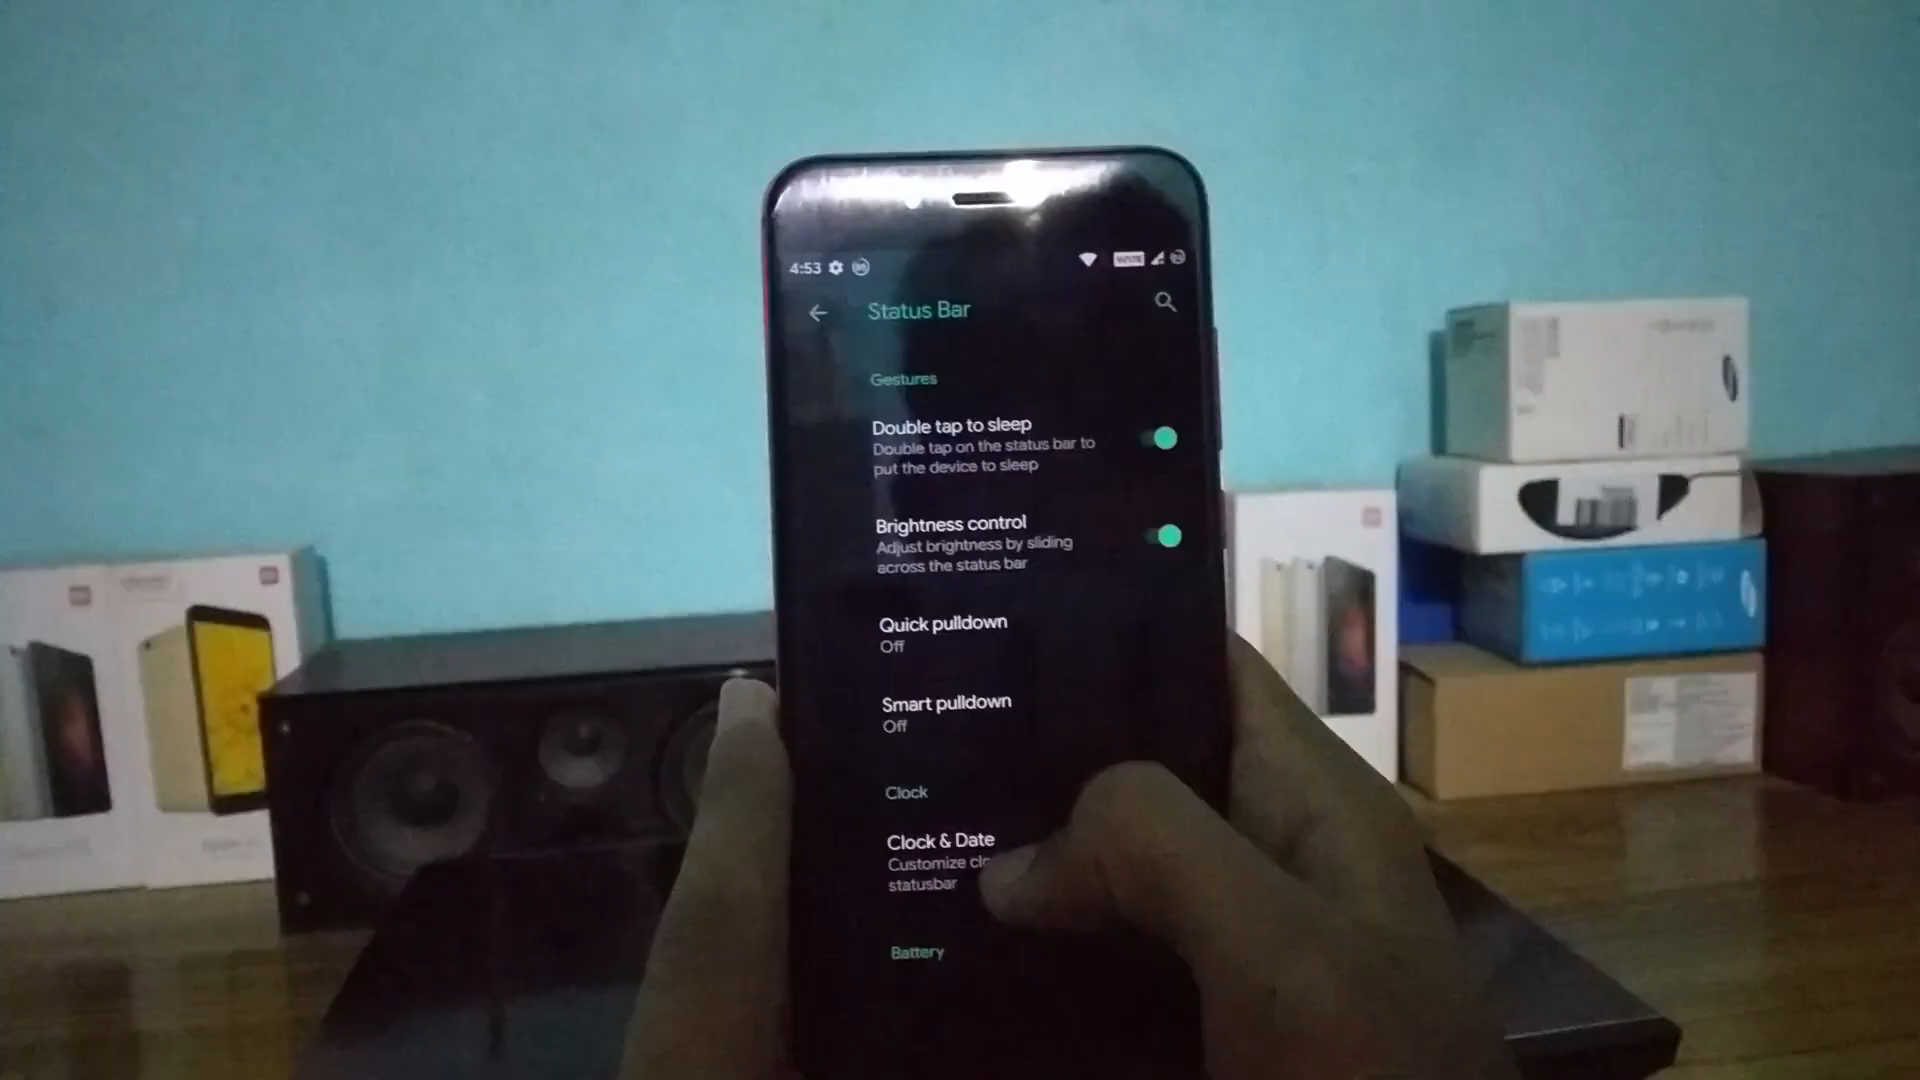 4:53
Status Bar
Gestures
Double tap to sleep
Double tap on the status bar to
put the device to sleep
Brightness control
Adjust brightness by sliding
across the status bar
Quick pulldown
Off
Smart pulldown
Off
Clock
Clock & Date
Customize clo
statusbar
Battery